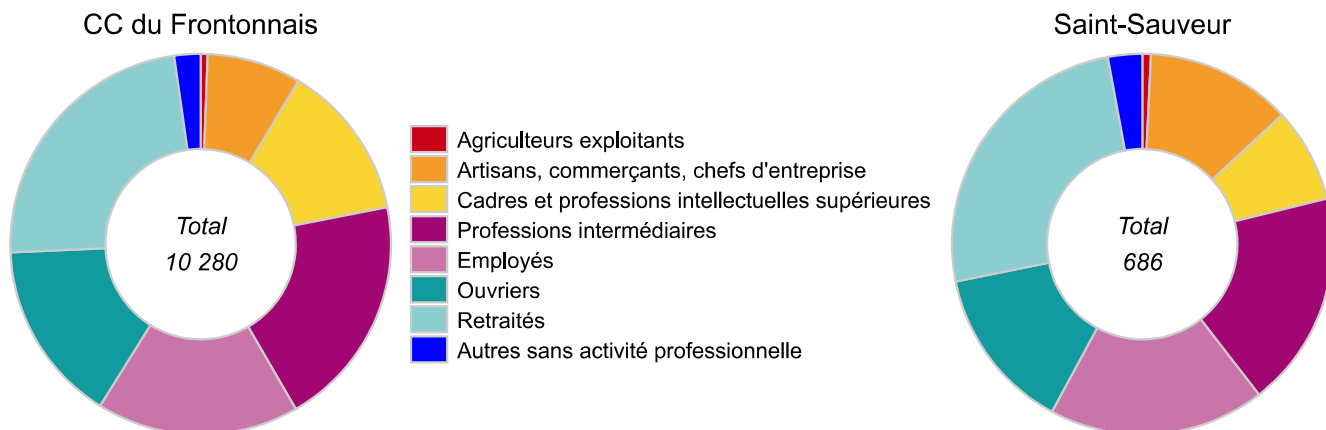 CC du Frontonnais
Total
10 280
Agriculteurs exploitants
Artisans, commerçants, chefs d'entreprise
Cadres et professions intellectuelles supérieures
Professions intermédiaires
Employés
Ouvriers
Retraités
Autres sans activité professionnelle
Saint-Sauveur
Total
686